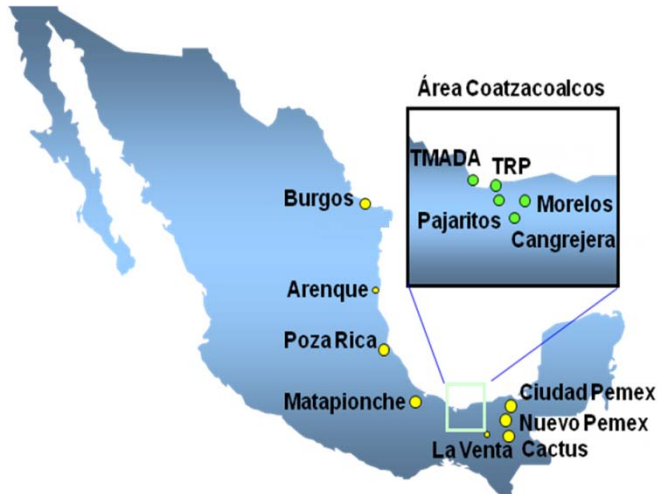 Área Coatzacoalcos
TMADA
TRP
Pajaritos
Morelos
Cangrejera
Burgos
Arenque
Poza Rica
Matapionche
Ciudad Pemex
Nuevo Pemex
La Venta
Cactus